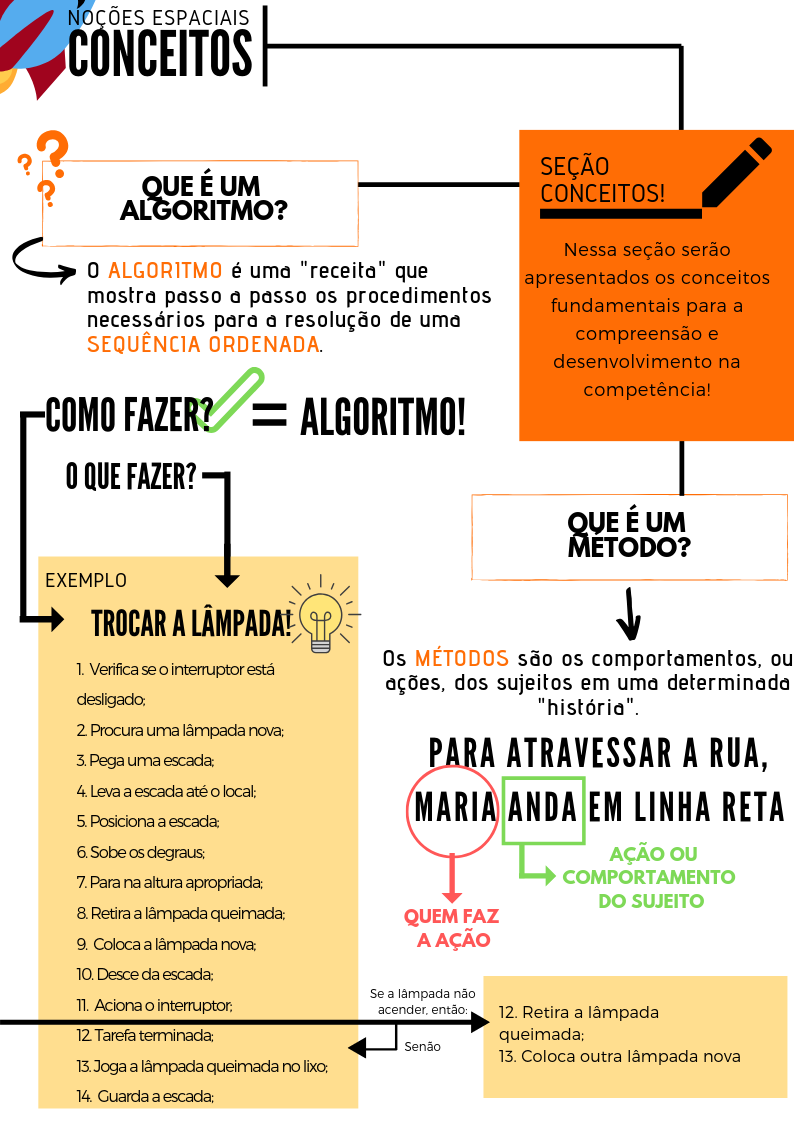 NOÇÕES ESPACIAIS
CONCEITOS
SEÇÃO
CONCEITOS!
Nessa seção serão
apresentados os conceitos
fundamentais para a
compreensão e
desenvolvimento na
competência!
? ? ?
QUE É UM
ALGORITMO?
O ALGORITMO é uma "receita" que
mostra passo a passo os procedimentos
necessários para a resolução de uma
SEQUÊNCIA ORDENADA.
COMO FAZER? = ALGORITMO!
O QUE FAZER?
EXEMPLO
TROCAR A LÂMPADA!
1. Verifica se o interruptor está
desligado;
2. Procura uma lâmpada nova;
3. Pega uma escada;
4. Leva a escada até o local;
5. Posiciona a escada;
6. Sobe os degraus;
7. Para na altura apropriada;
8. Retira a lâmpada queimada;
9. Coloca a lâmpada nova;
10. Desce da escada;
11. Aciona o interruptor;
12. Tarefa terminada;
13. Joga a lâmpada queimada no lixo;
14. Guarda a escada;
Se a lâmpada não
acender, então:
Senão
12. Retira a lâmpada
queimada;
13. Coloca outra lâmpada nova
QUE É UM
MÉTODO?
Os MÉTODOS são os comportamentos, ou
ações, dos sujeitos em uma determinada
"história".
PARA ATRAVESSAR A RUA,
MARIA ANDA EM LINHA RETA
AÇÃO OU
COMPORTAMENTO
DO SUJEITO
QUEM FAZ
A AÇÃO